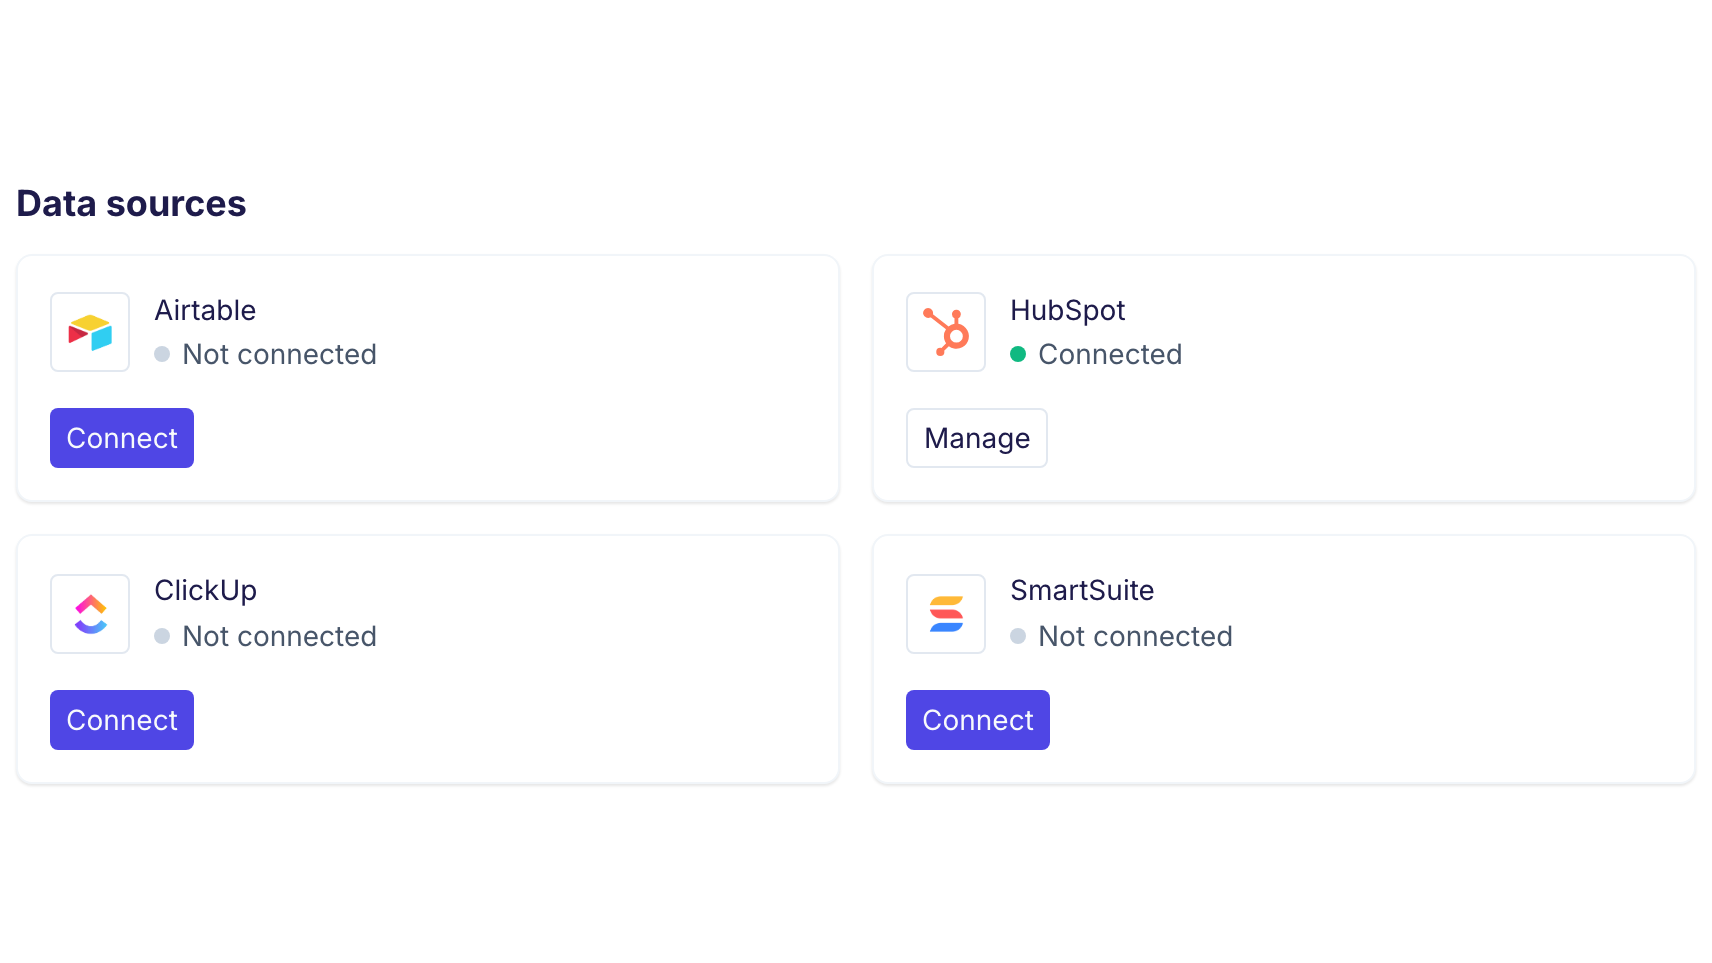 Data sources
Airtable
Not connected
Connect
HubSpot
Connected
Manage
ClickUp
Not connected
Connect
SmartSuite
Not connected
Connect